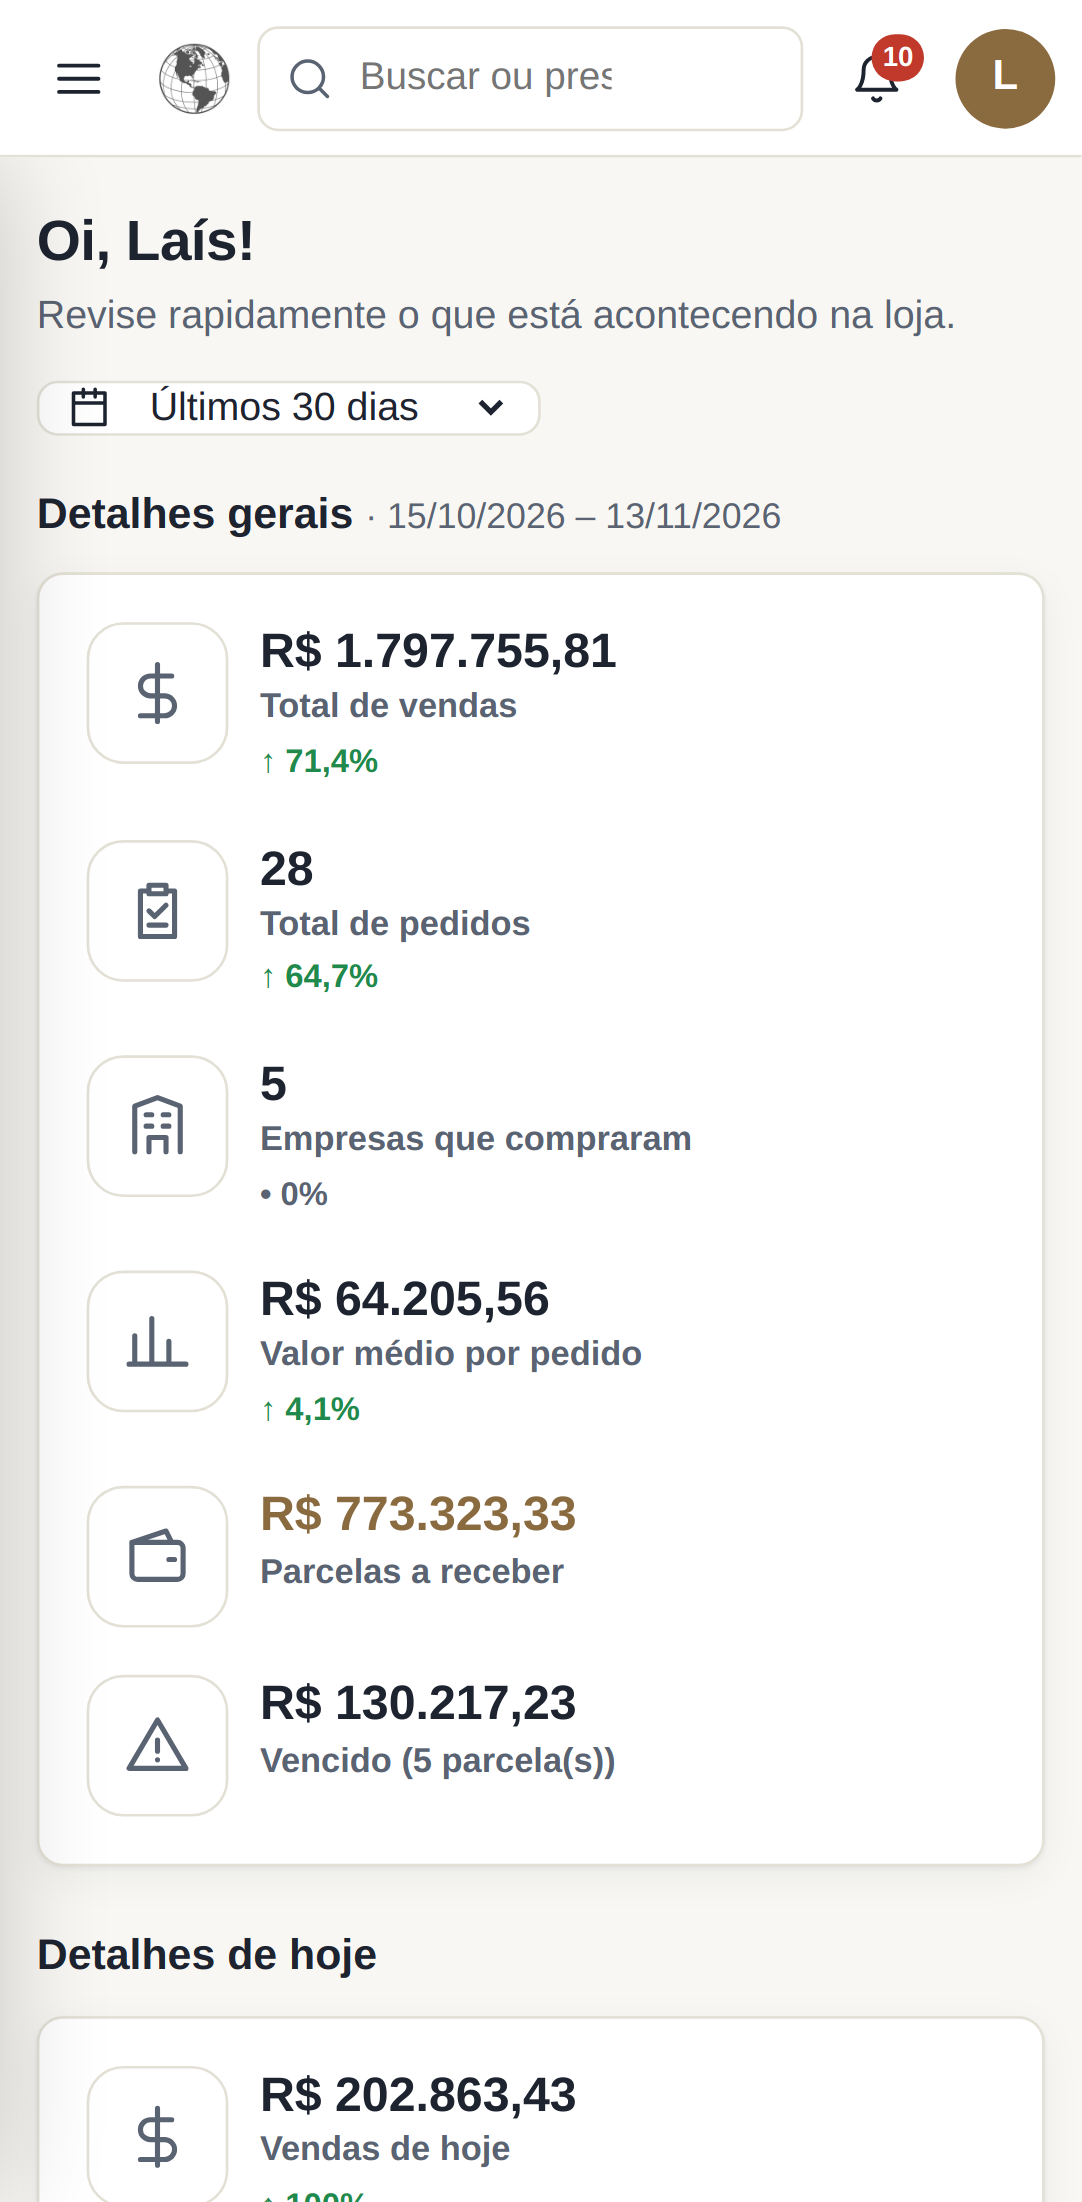 Buscar ou pres
10
L
Oi, Laís!
Revise rapidamente o que está acontecendo na loja.
Últimos 30 dias
Detalhes gerais · 15/10/2026 – 13/11/2026
R$ 1.797.755,81
Total de vendas
↑ 71,4%
28
Total de pedidos
↑ 64,7%
5
Empresas que compraram
• 0%
R$ 64.205,56
Valor médio por pedido
↑ 4,1%
R$ 773.323,33
Parcelas a receber
R$ 130.217,23
Vencido (5 parcela(s))
Detalhes de hoje
R$ 202.863,43
Vendas de hoje
↑ 100%